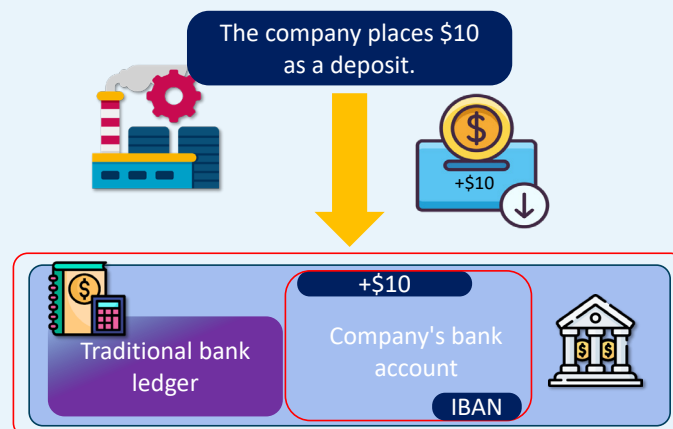 The company places $10
as a deposit.
$
+$10
$
+$10
Traditional bank
ledger
Company's bank
account
IBAN
$ $